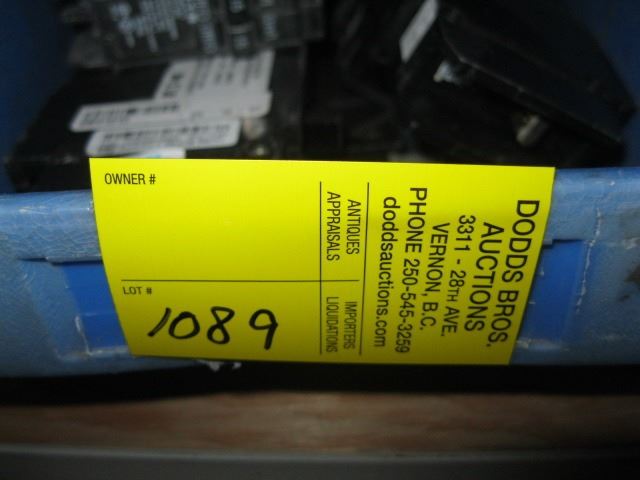 OWNER #
LOT #
1089
ANTIQUES
APPRAISALS
IMPORTERS
LIQUIDATIONS
DODDS BROS.
AUCTIONS
3311 - 28TH AVE.
VERNON, B.C.
PHONE 250-545-3259
doddsauctions.com